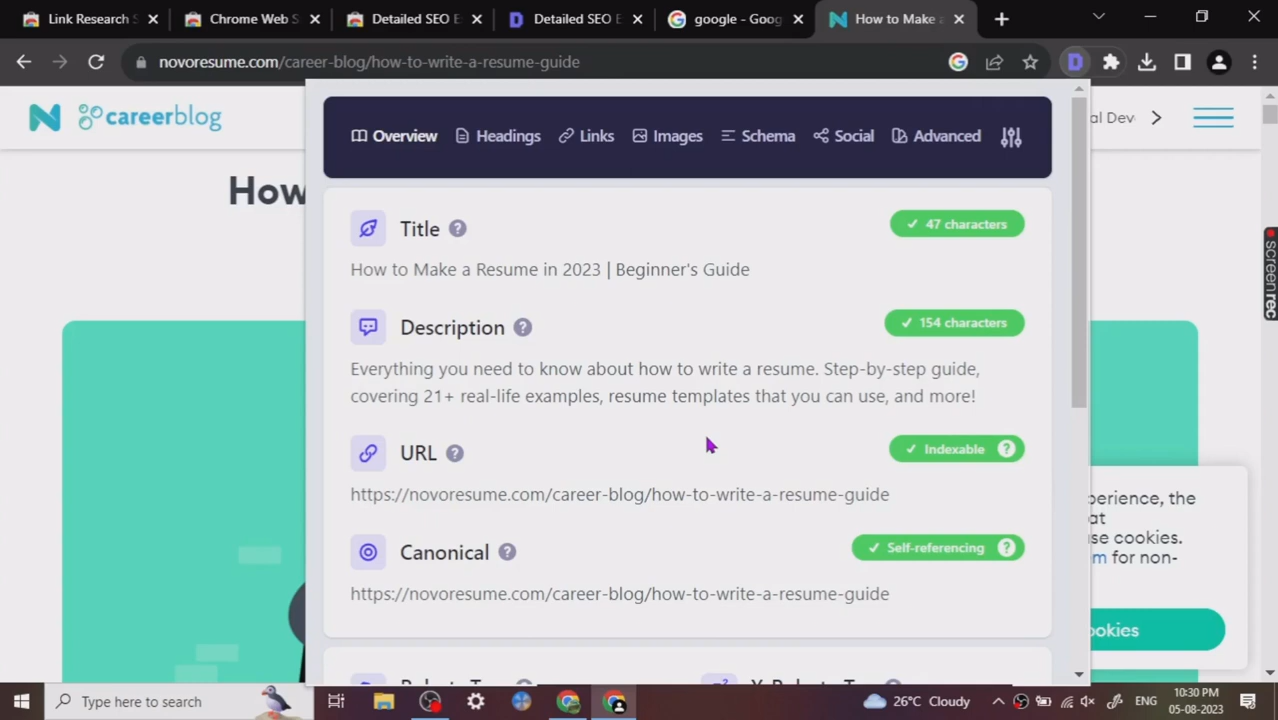 Link Research S
Chrome Web S
Detailed SEO E
Detailed SEO E
google - Goog
How to Make a
novoresume.com/career-blog/how-to-write-a-resume-guide
careerblog
al Dev
Overview
Headings
Links
Images
Schema
Social
Advanced
How
Title
47 characters
How to Make a Resume in 2023 | Beginner's Guide
Description
154 characters
Everything you need to know about how to write a resume. Step-by-step guide,
covering 21+ real-life examples, resume templates that you can use, and more!
URL
Indexable
https://novoresume.com/career-blog/how-to-write-a-resume-guide
Canonical
Self-referencing
https://novoresume.com/career-blog/how-to-write-a-resume-guide
perience, the
at
se cookies.
m for non-
ookies
screenrec
Type here to search
26°C Cloudy
ENG
10:30 PM
05-08-2023